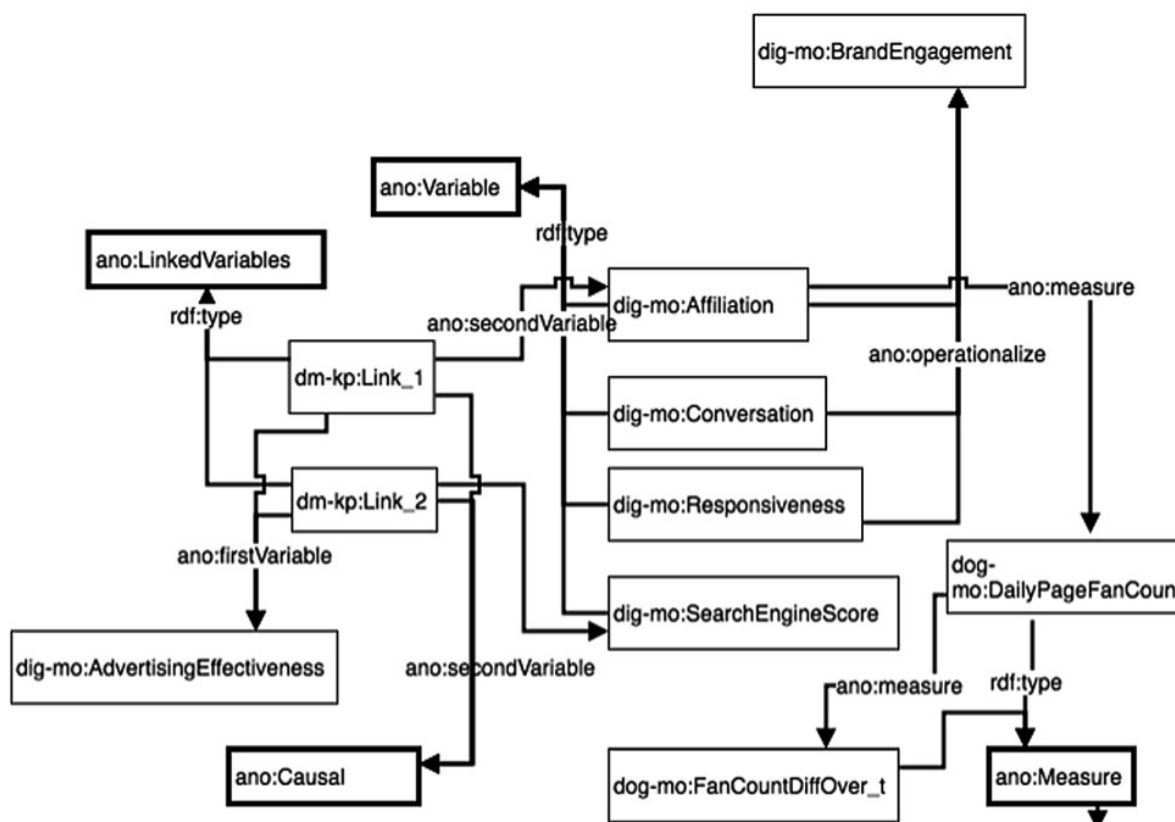 dig-mo:BrandEngagement
ano:Variable
rdf:type
ano:LinkedVariables
rdf:type
dig-mo:Affiliation
ano:measure
ano:secondVariable
ano:operationalize
dm-kp:Link_1
dig-mo:Conversation
dm-kp:Link_2
dig-mo:Responsiveness
ano:firstVariable
dog-
mo:DailyPageFanCoun
dig-mo:SearchEngineScore
dig-mo:AdvertisingEffectiveness
ano:secondVariable
ano:measure
rdf:type
ano:Causal
dog-mo:FanCountDiffOver_t
ano:Measure